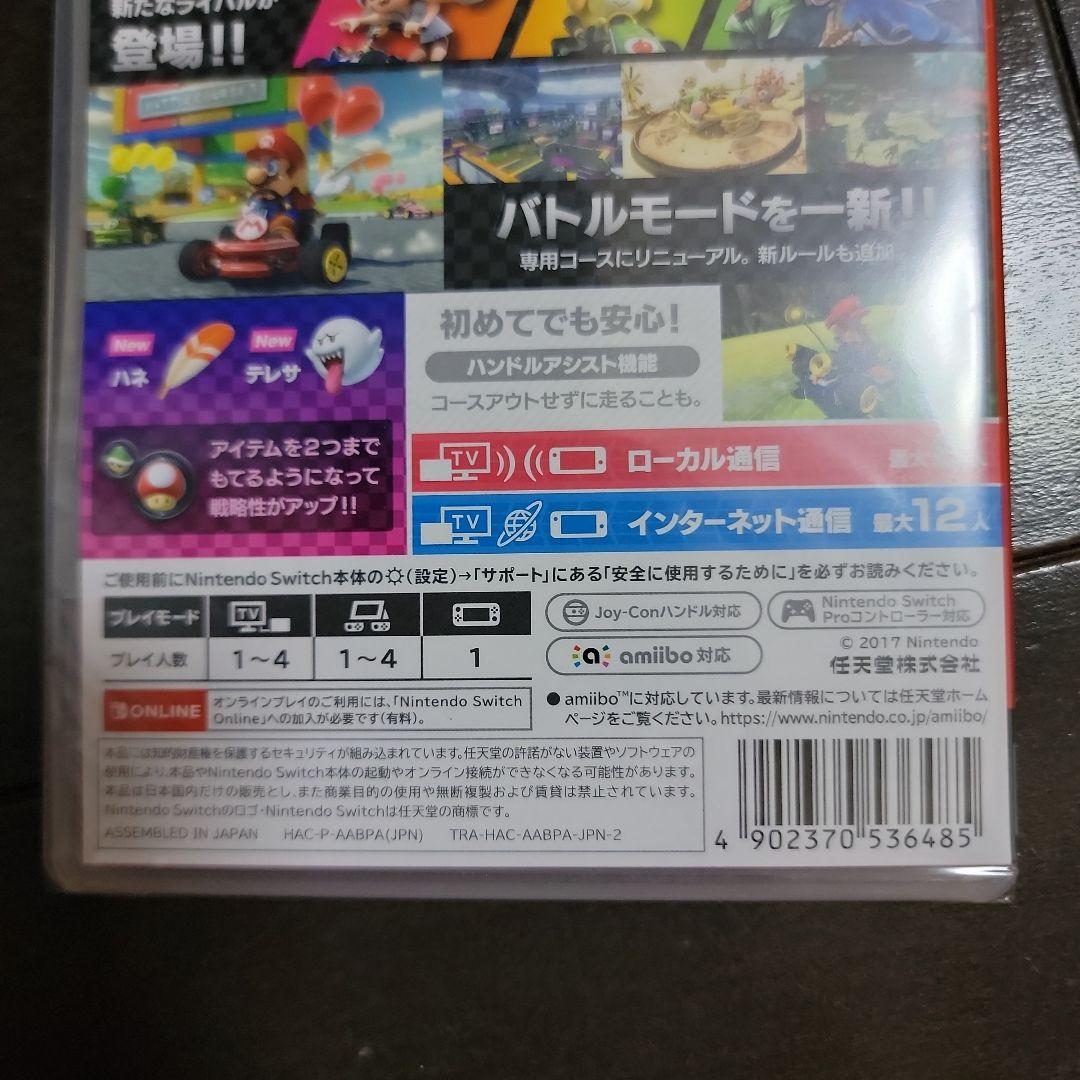 新たなライバルが
登場!!
バトルモードを一新!!
専用コースにリニューアル。新ルールも追加。
New
ハネ
New
テレサ
アイテムを2つまで
もてるようになって
戦略性がアップ!!
初めてでも安心!
ハンドルアシスト機能
コースアウトせずに走ることも。
TV ローカル通信 最大 人
TV インターネット通信 最大12人
ご使用前にNintendo Switch本体の(設定)→「サポート」にある「安全に使用するために」を必ずお読みください。
プレイモード TV
プレイ人数 1～4 1～4 1
Joy-Conハンドル対応
Nintendo Switch
Proコントローラー対応
amiibo対応
© 2017 Nintendo
任天堂株式会社
ONLINE
オンラインプレイのご利用には、「Nintendo Switch
Online」への加入が必要です(有料)。
●amiibo™に対応しています。最新情報については任天堂ホーム
ページをご覧ください。https://www.nintendo.co.jp/amiibo/
本品には知的財産権を保護するセキュリティが組み込まれています。任天堂の許諾がない装置やソフトウェアの
使用により、本品やNintendo Switch本体の起動やオンライン接続ができなくなる可能性があります。
本品は日本国内だけの販売とし、また商業目的の使用や無断複製および賃貸は禁止されています。
Nintendo Switchのロゴ・Nintendo Switchは任天堂の商標です。
ASSEMBLED IN JAPAN HAC-P-AABPA(JPN) TRA-HAC-AABPA-JPN-2
4 902370 536485